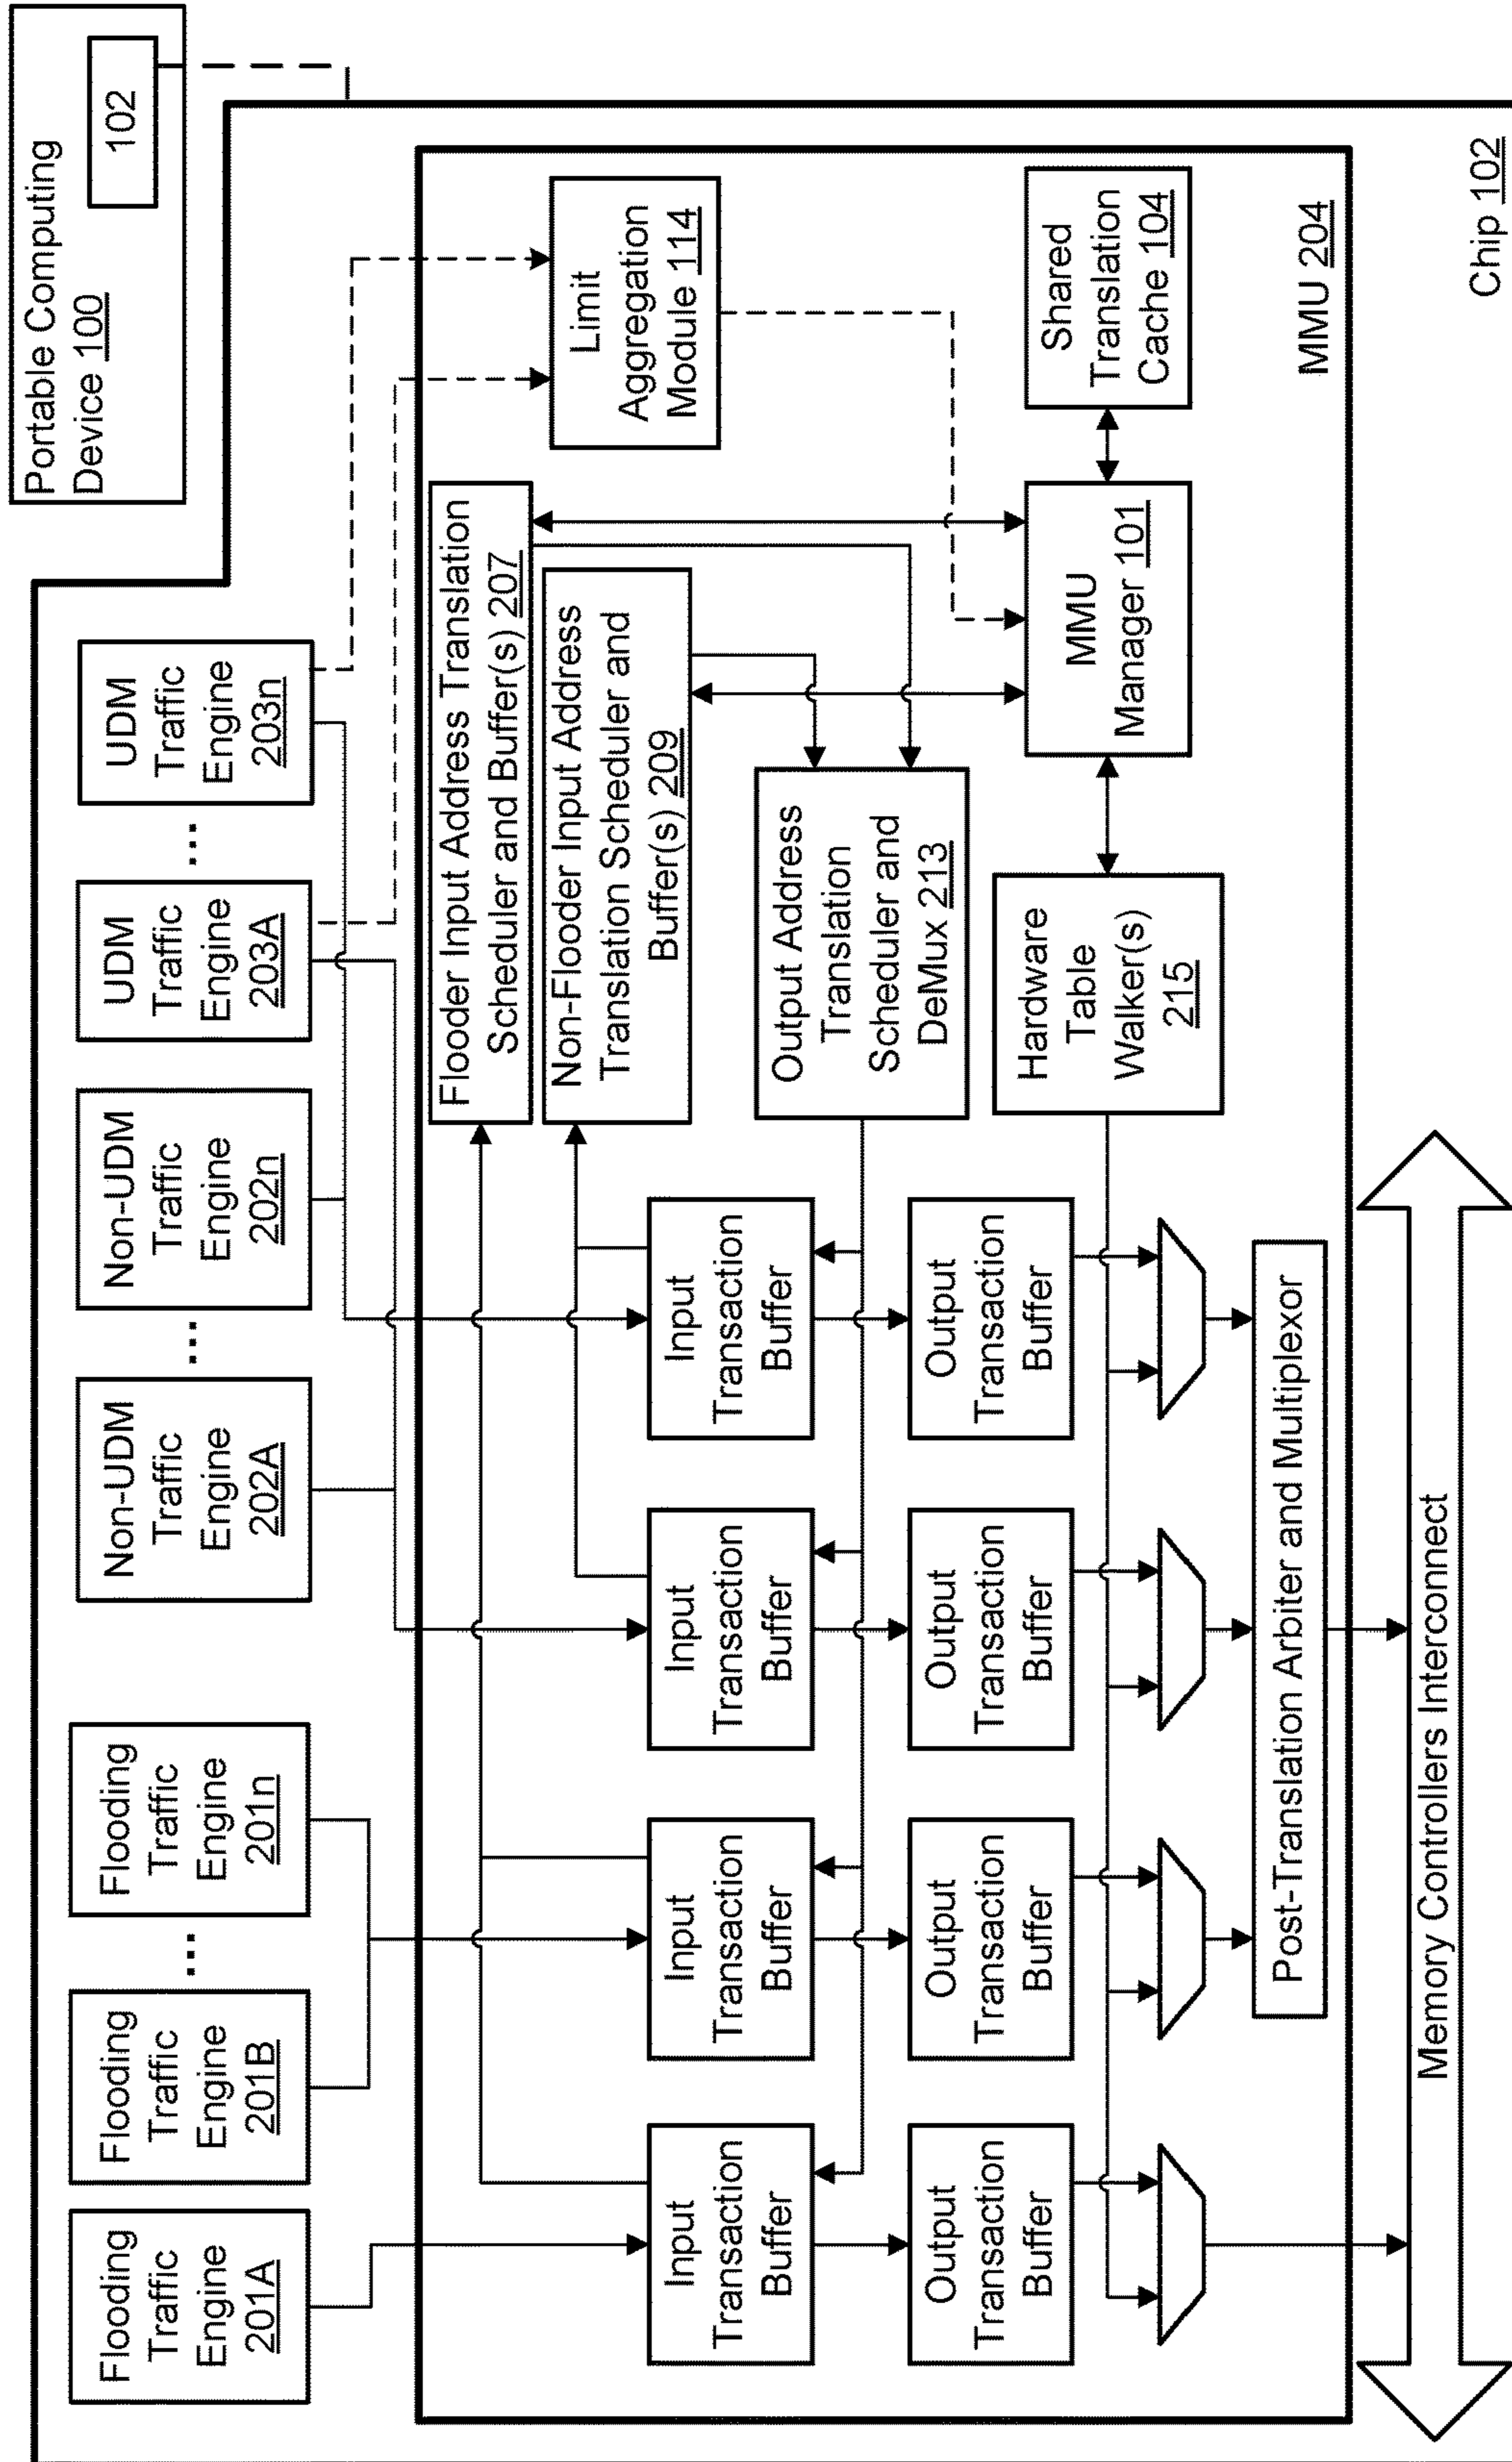 Portable Computing
Device 100
102
Flooding
Traffic
Engine
201A
Flooding
Traffic
Engine
201B
...
Flooding
Traffic
Engine
201n
Non-UDM
Traffic
Engine
202A
...
Non-UDM
Traffic
Engine
202n
UDM
Traffic
Engine
203A
...
UDM
Traffic
Engine
203n
Flooder Input Address Translation
Scheduler and Buffer(s) 207
Non-Flooder Input Address
Translation Scheduler and
Buffer(s) 209
Limit
Aggregation
Module 114
Input
Transaction
Buffer
Input
Transaction
Buffer
Input
Transaction
Buffer
Input
Transaction
Buffer
Output Address
Translation
Scheduler and
DeMux 213
Output
Transaction
Buffer
Output
Transaction
Buffer
Output
Transaction
Buffer
Output
Transaction
Buffer
Hardware
Table
Walker(s)
215
MMU
Manager 101
Shared
Translation
Cache 104
Post-Translation Arbiter and Multiplexor
MMU 204
Memory Controllers Interconnect
Chip 102